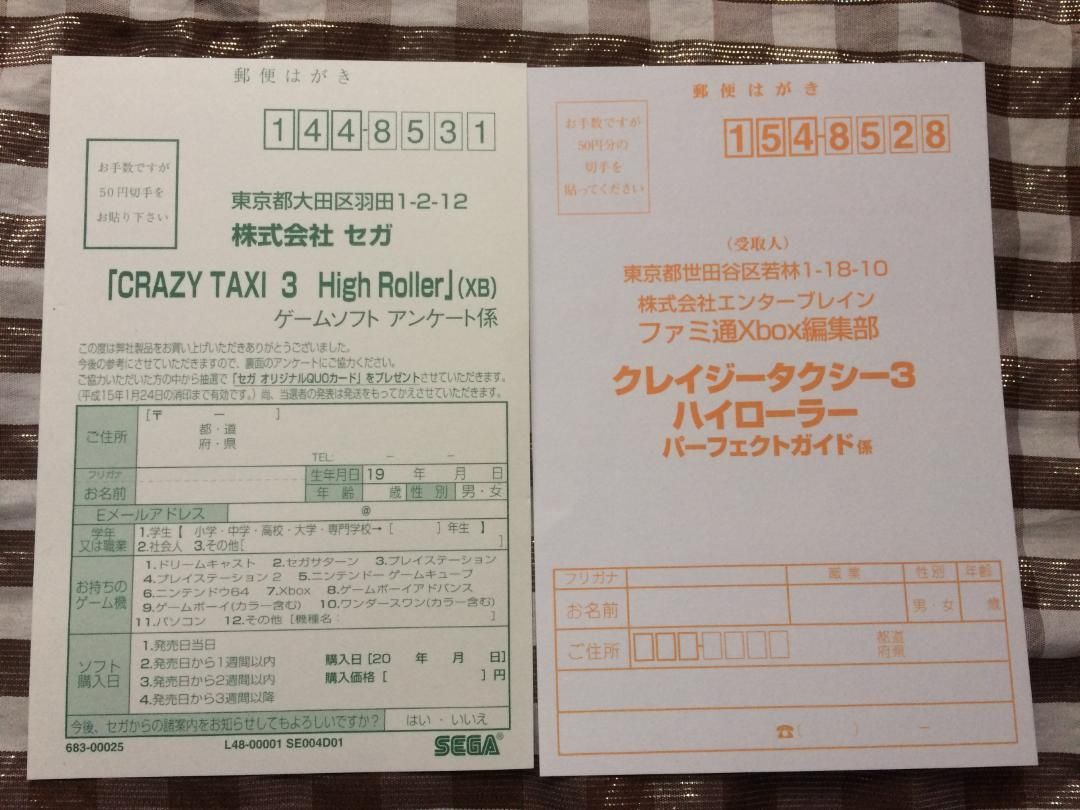 郵便はがき
144-8531
お手数ですが
50円切手を
お貼り下さい
東京都大田区羽田1-2-12
株式会社 セガ
「CRAZY TAXI 3 High Roller」(XB)
ゲームソフト アンケート係
この度は弊社製品をお買い上げいただきありがとうございました。
今後の参考にさせていただきますので、裏面のアンケートにご協力ください。
ご協力いただいた方の中から抽選で「セガ オリジナルQUOカード」をプレゼントさせていただきます。
(平成15年1月24日の消印まで有効です。)尚、当選者の発表は発送をもってかえさせていただきます。
ご住所
[〒 － ]
都・道
府・県
TEL: － －
フリガナ
お名前
生年月日 19 年 月 日
年 齢 歳 性 別 男・女
Eメールアドレス @
学年
又は職業
1.学生【 小学・中学・高校・大学・専門学校→[ ]年生 】
2.社会人 3.その他[ ]
お持ちの
ゲーム機
1.ドリームキャスト 2.セガサターン 3.プレイステーション
4.プレイステーション2 5.ニンテンドー ゲームキューブ
6.ニンテンドウ64 7.Xbox 8.ゲームボーイアドバンス
9.ゲームボーイ(カラー含む) 10.ワンダースワン(カラー含む)
11.パソコン 12.その他[機種名: ]
ソフト
購入日
1.発売日当日
2.発売日から1週間以内
3.発売日から2週間以内
4.発売日から3週間以降
購入日[20 年 月 日]
購入価格[ ]円
今後、セガからの諸案内をお知らせしてもよろしいですか? はい・いいえ
683-00025 L48-00001 SE004D01 SEGA®
郵便はがき
154-8528
お手数ですが
50円分の
切手を
貼ってください
(受取人)
東京都世田谷区若林1-18-10
株式会社エンターブレイン
ファミ通Xbox編集部
クレイジータクシー3
ハイローラー
パーフェクトガイド係
フリガナ 職業 性別 年齢
お名前 男・女 歳
ご住所
都道
府県
☎( ) －